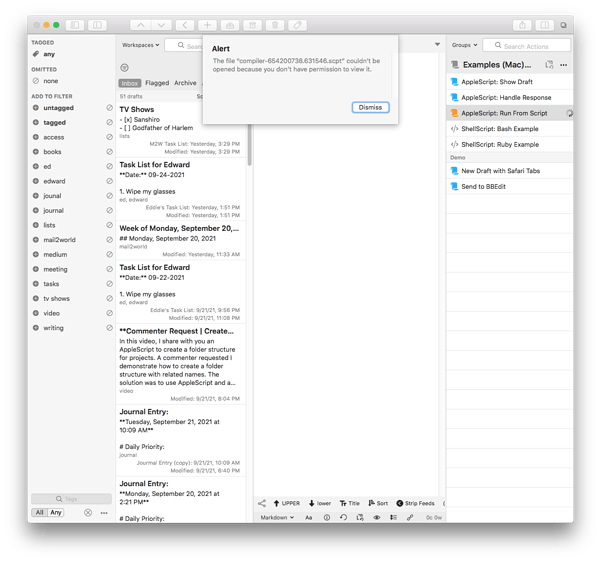 TAGGED
any
OMITTED
none
ADD TO FILTER
untagged
tagged
access
books
ed
edward
jounal
journal
lists
mail2world
medium
meeting
tasks
tv shows
video
writing
Tags
All Any
Workspaces
Inbox Flagged Archive
51 drafts
TV Shows
- [x] Sanshiro
- [ ] Godfather of Harlem
lists
M2W Task List: Yesterday, 3:29 PM
Modified: Yesterday, 3:29 PM
Task List for Edward
**Date:** 09-24-2021
1. Wipe my glasses
ed, edward
Eddie's Task List: Yesterday, 1:51 PM
Modified: Yesterday, 1:51 PM
Week of Monday, September 20,...
## Monday, September 20, 2021
mail2world
Modified: Yesterday, 11:33 AM
Task List for Edward
**Date:** 09-22-2021
1. Wipe my glasses
ed, edward
Eddie's Task List: 9/21/21, 9:56 PM
Modified: 9/21/21, 11:08 PM
**Commenter Request | Create...
In this video, I share with you an
AppleScript to create a folder structure
for projects. A commenter requested I
demonstrate how to create a folder
structure with related names. The
solution was to use AppleScript and a...
video
Modified: 9/21/21, 8:04 PM
Journal Entry:
**Tuesday, September 21, 2021 at
10:09 AM**
# Daily Priority:
journal
Journal Entry (copy): 9/21/21, 10:09 AM
Modified: 9/21/21, 6:40 PM
Journal Entry:
**Monday, September 20, 2021 at
2:21 PM**
# Daily Priority:
Alert
The file “compiler-654200738.631546.scpt” couldn't be
opened because you don't have permission to view it.
Dismiss
UPPER lower Title Sort Strip Feeds
Markdown Aa 0c 0w
Groups Search Actions
Examples (Mac)...
AppleScript: Show Draft
AppleScript: Handle Response
AppleScript: Run From Script
ShellScript: Bash Example
ShellScript: Ruby Example
Demo
New Draft with Safari Tabs
Send to BBEdit